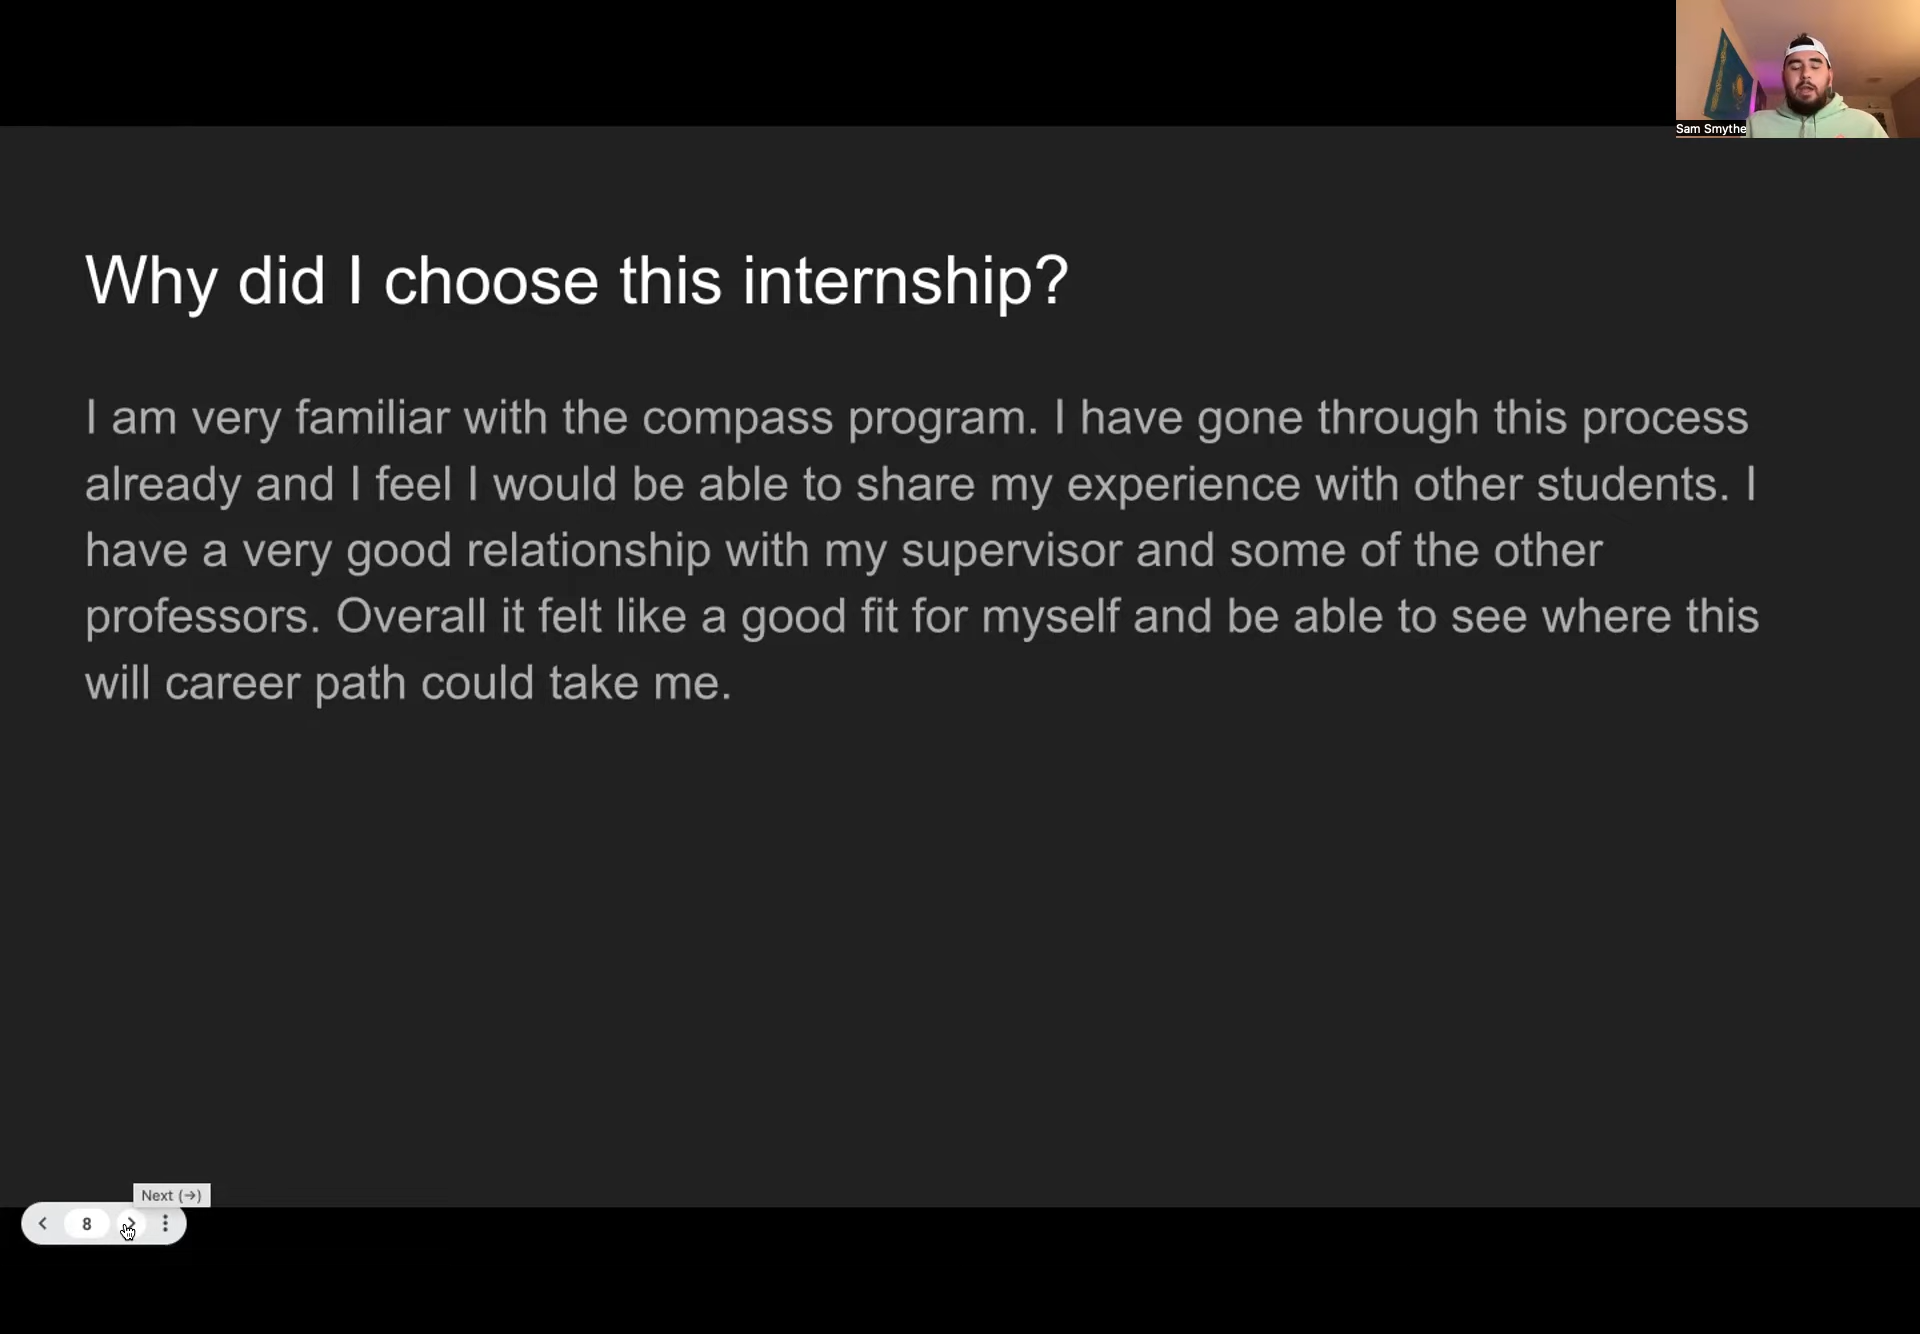 Sam Smythe
Why did I choose this internship?
I am very familiar with the compass program. I have gone through this process
already and I feel I would be able to share my experience with other students. I
have a very good relationship with my supervisor and some of the other
professors. Overall it felt like a good fit for myself and be able to see where this
will career path could take me.
Next (→)
8